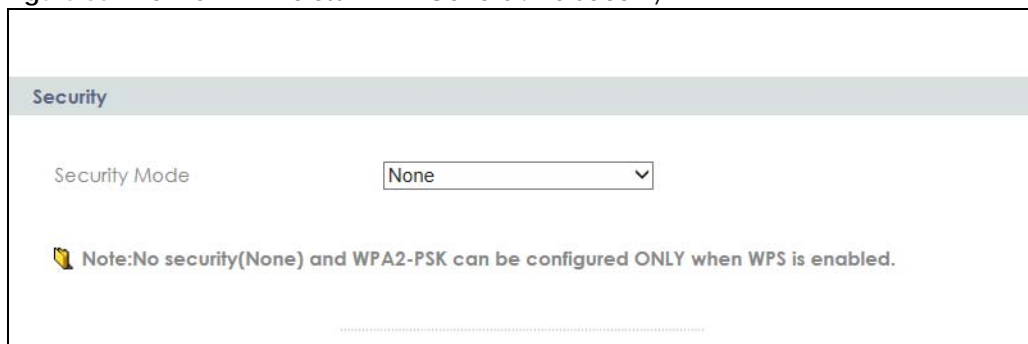 Security
Security Mode
None
Note:No security(None) and WPA2-PSK can be configured ONLY when WPS is enabled.